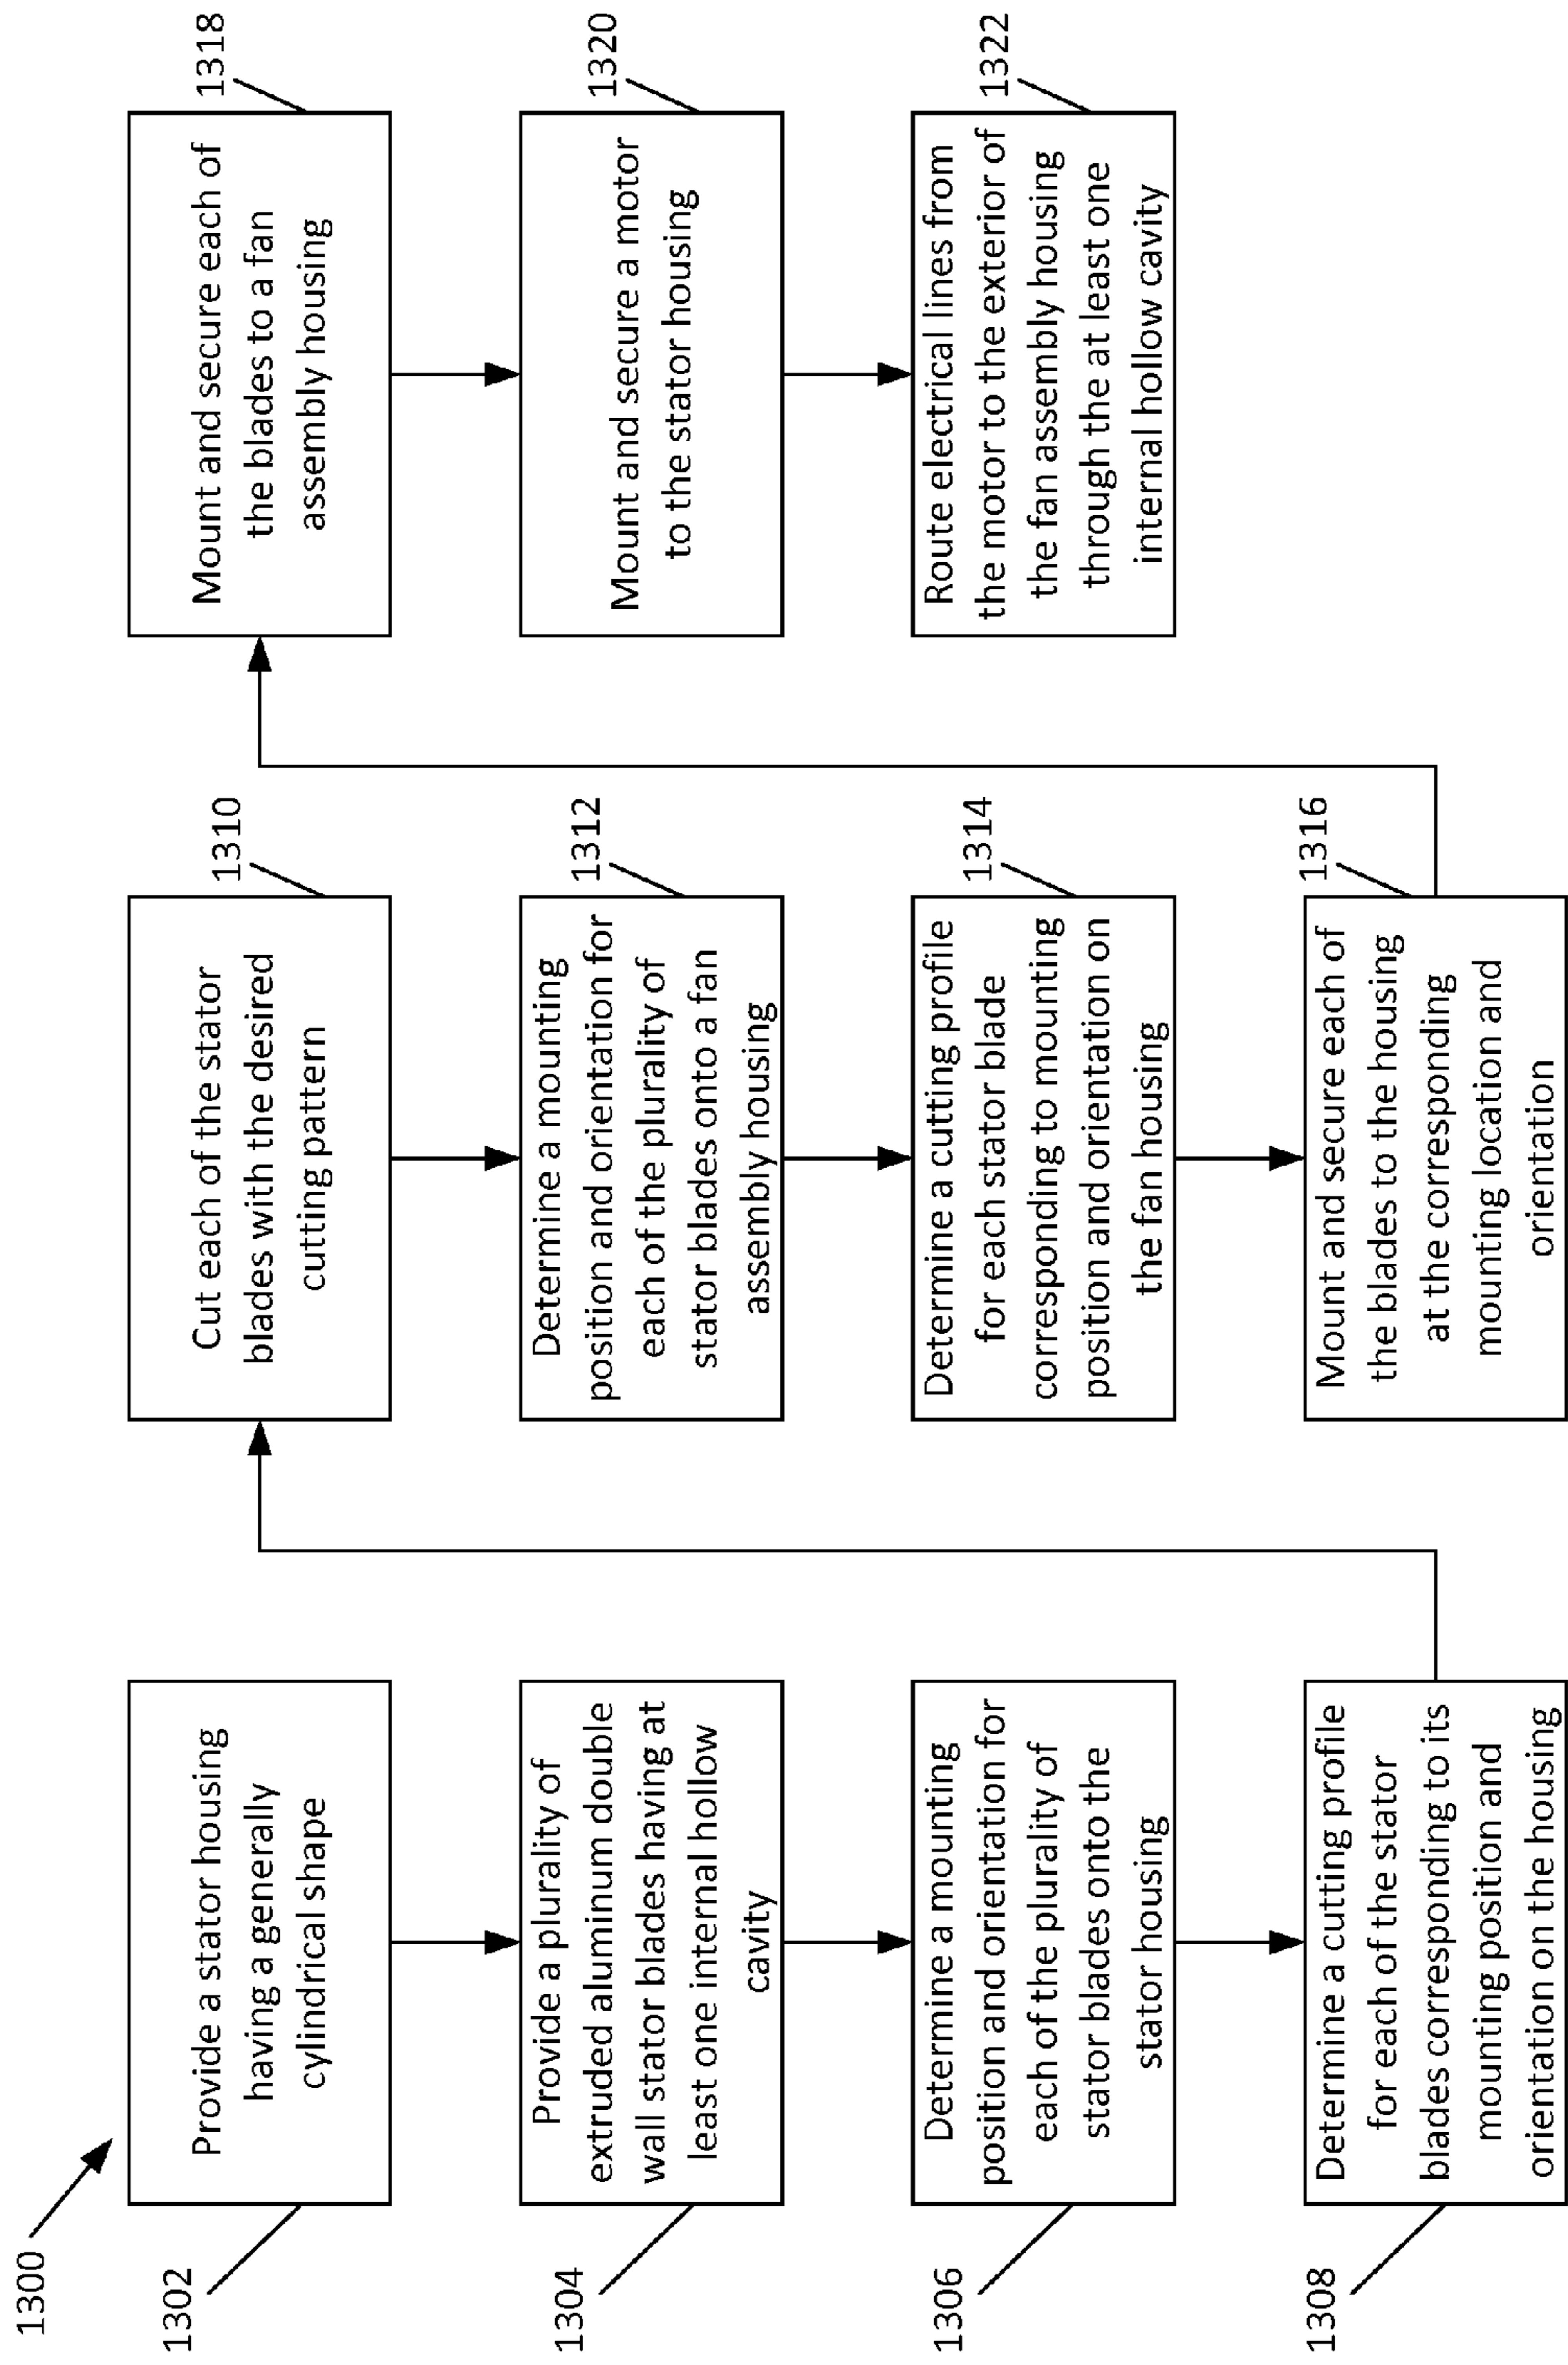 1300
1302
Provide a stator housing
having a generally
cylindrical shape
1304
Provide a plurality of
extruded aluminum double
wall stator blades having at
least one internal hollow
cavity
1306
Determine a mounting
position and orientation for
each of the plurality of
stator blades onto the
stator housing
1308
Determine a cutting profile
for each of the stator
blades corresponding to its
mounting position and
orientation on the housing
1310
Cut each of the stator
blades with the desired
cutting pattern
1312
Determine a mounting
position and orientation for
each of the plurality of
stator blades onto a fan
assembly housing
1314
Determine a cutting profile
for each stator blade
corresponding to mounting
position and orientation on
the fan housing
1316
Mount and secure each of
the blades to the housing
at the corresponding
mounting location and
orientation
1318
Mount and secure each of
the blades to a fan
assembly housing
1320
Mount and secure a motor
to the stator housing
1322
Route electrical lines from
the motor to the exterior of
the fan assembly housing
through the at least one
internal hollow cavity